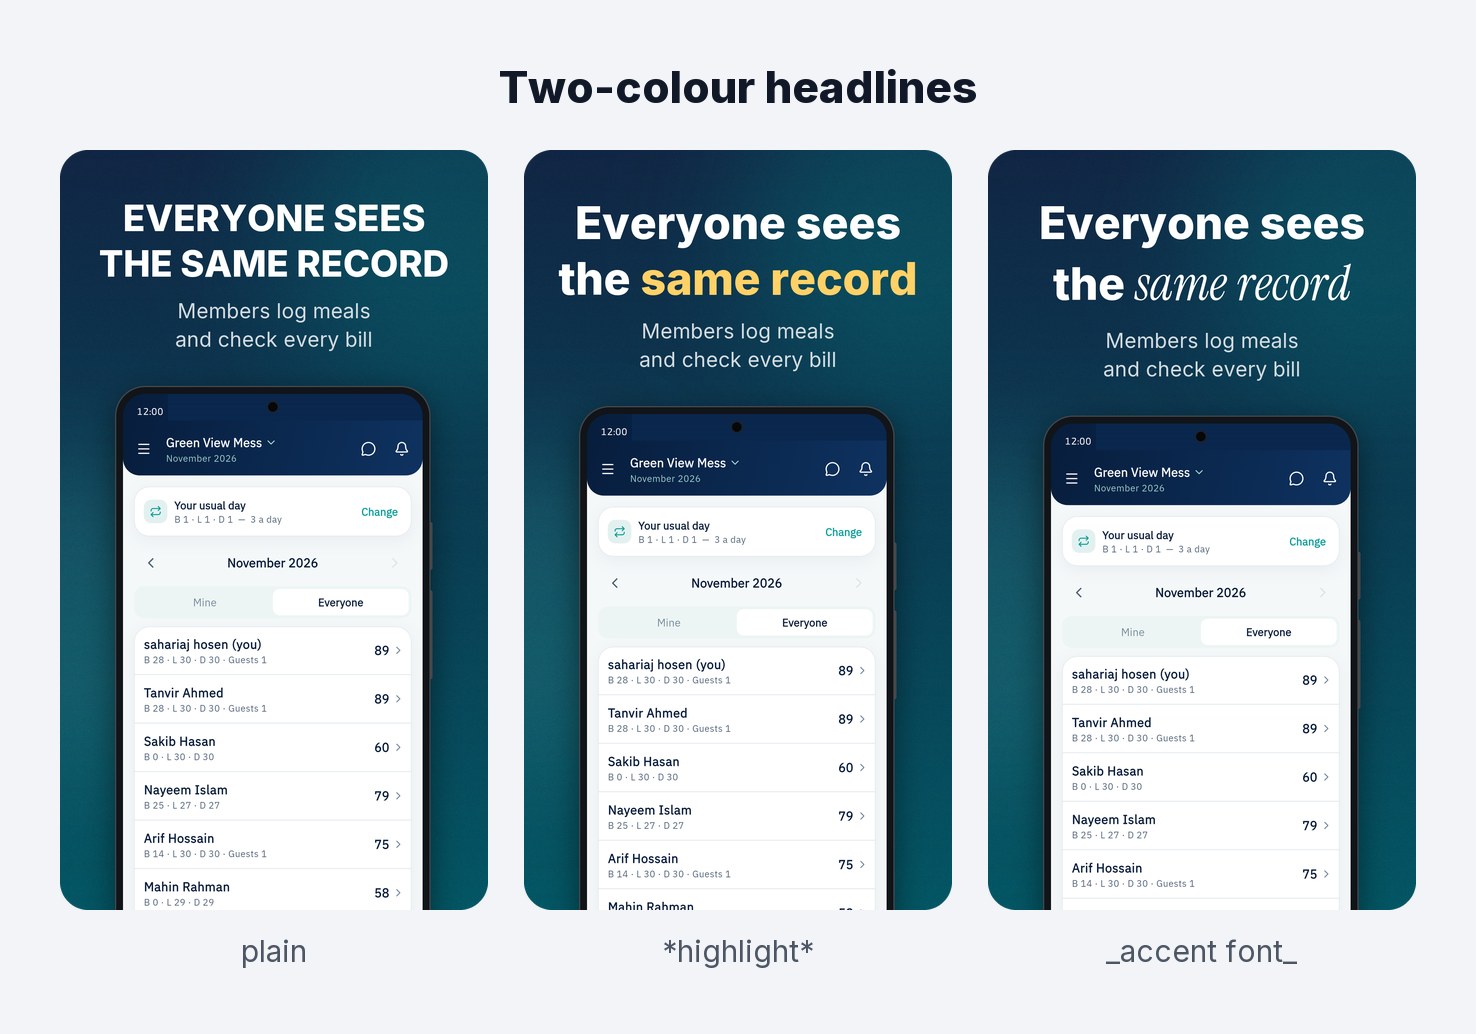 Two-colour headlines
EVERYONE SEES
THE SAME RECORD
Members log meals
and check every bill
12:00
Green View Mess
November 2026
Your usual day
B 1 · L 1 · D 1 — 3 a day
Change
November 2026
Mine
Everyone
sahariaj hosen (you)
B 28 · L 30 · D 30 · Guests 1
89
Tanvir Ahmed
B 28 · L 30 · D 30 · Guests 1
89
Sakib Hasan
B 0 · L 30 · D 30
60
Nayeem Islam
B 25 · L 27 · D 27
79
Arif Hossain
B 14 · L 30 · D 30 · Guests 1
75
Mahin Rahman
B 0 · L 29 · D 29
58
plain
Everyone sees
the same record
Members log meals
and check every bill
12:00
Green View Mess
November 2026
Your usual day
B 1 · L 1 · D 1 — 3 a day
Change
November 2026
Mine
Everyone
sahariaj hosen (you)
B 28 · L 30 · D 30 · Guests 1
89
Tanvir Ahmed
B 28 · L 30 · D 30 · Guests 1
89
Sakib Hasan
B 0 · L 30 · D 30
60
Nayeem Islam
B 25 · L 27 · D 27
79
Arif Hossain
B 14 · L 30 · D 30 · Guests 1
75
Mahin Rahman
*highlight*
Everyone sees
the same record
Members log meals
and check every bill
12:00
Green View Mess
November 2026
Your usual day
B 1 · L 1 · D 1 — 3 a day
Change
November 2026
Mine
Everyone
sahariaj hosen (you)
B 28 · L 30 · D 30 · Guests 1
89
Tanvir Ahmed
B 28 · L 30 · D 30 · Guests 1
89
Sakib Hasan
B 0 · L 30 · D 30
60
Nayeem Islam
B 25 · L 27 · D 27
79
Arif Hossain
B 14 · L 30 · D 30 · Guests 1
75
_accent font_